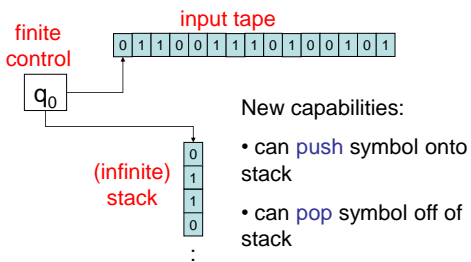 input tape
finite
control
0 1 1 0 0 1 1 1 0 1 0 0 1 0 1
q0
New capabilities:
• can push symbol onto
stack
(infinite)
stack
0
1
1
0
:
• can pop symbol off of
stack